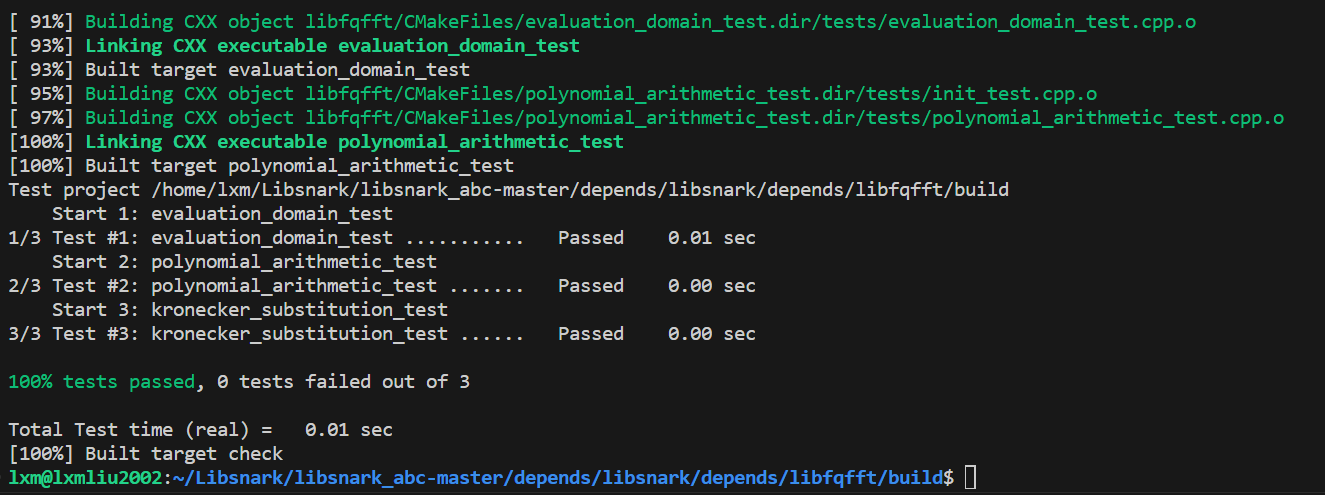 [ 91%] Building CXX object libfqfft/CMakeFiles/evaluation_domain_test.dir/tests/evaluation_domain_test.cpp.o
[ 93%] Linking CXX executable evaluation_domain_test
[ 93%] Built target evaluation_domain_test
[ 95%] Building CXX object libfqfft/CMakeFiles/polynomial_arithmetic_test.dir/tests/init_test.cpp.o
[ 97%] Building CXX object libfqfft/CMakeFiles/polynomial_arithmetic_test.dir/tests/polynomial_arithmetic_test.cpp.o
[100%] Linking CXX executable polynomial_arithmetic_test
[100%] Built target polynomial_arithmetic_test
Test project /home/lxm/Libsnark/libsnark_abc-master/depends/libsnark/depends/libfqfft/build
    Start 1: evaluation_domain_test
1/3 Test #1: evaluation_domain_test ...........   Passed    0.01 sec
    Start 2: polynomial_arithmetic_test
2/3 Test #2: polynomial_arithmetic_test .......   Passed    0.00 sec
    Start 3: kronecker_substitution_test
3/3 Test #3: kronecker_substitution_test ......   Passed    0.00 sec

100% tests passed, 0 tests failed out of 3

Total Test time (real) =   0.01 sec
[100%] Built target check
lxm@lxmliu2002:~/Libsnark/libsnark_abc-master/depends/libsnark/depends/libfqfft/build$